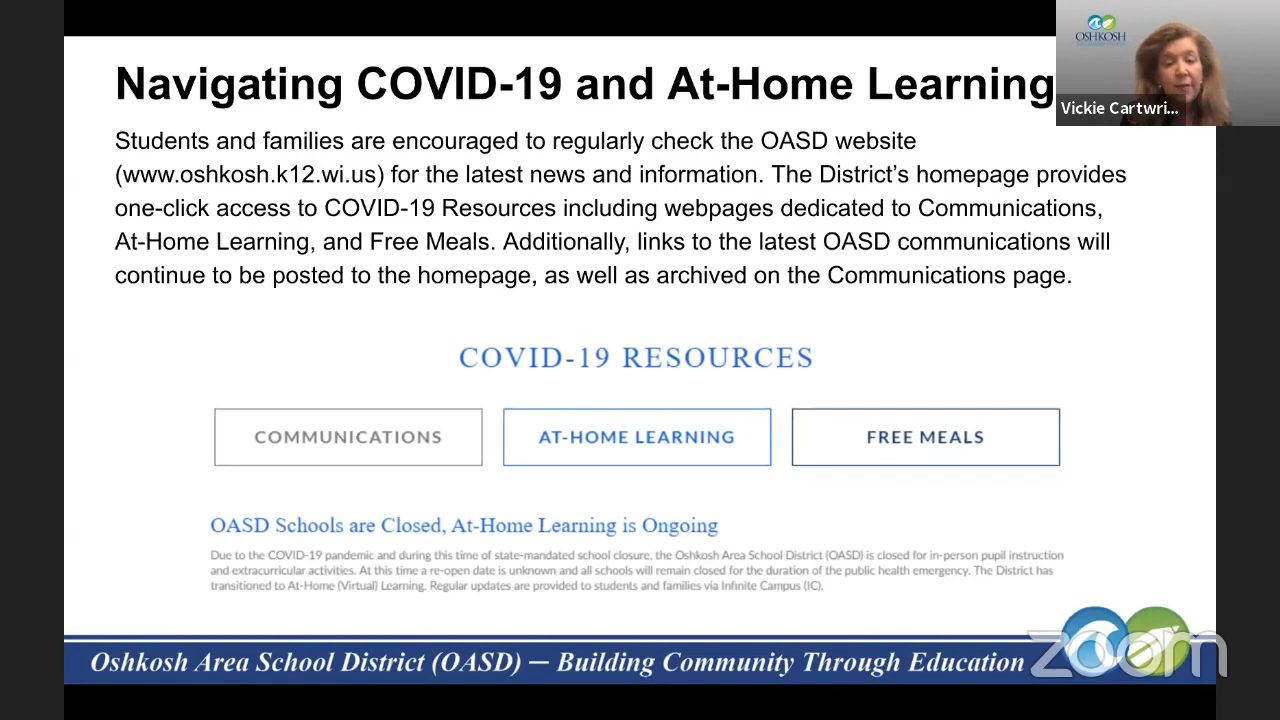 OSHKOSH
Navigating COVID-19 and At-Home Learning
Vickie Cartwri...
Students and families are encouraged to regularly check the OASD website
(www.oshkosh.k12.wi.us) for the latest news and information. The District’s homepage provides
one-click access to COVID-19 Resources including webpages dedicated to Communications,
At-Home Learning, and Free Meals. Additionally, links to the latest OASD communications will
continue to be posted to the homepage, as well as archived on the Communications page.
COVID-19 RESOURCES
COMMUNICATIONS
AT-HOME LEARNING
FREE MEALS
OASD Schools are Closed, At-Home Learning is Ongoing
Due to the COVID-19 pandemic and during this time of state-mandated school closure, the Oshkosh Area School District (OASD) is closed for in-person pupil instruction
and extracurricular activities. At this time a re-open date is unknown and all schools will remain closed for the duration of the public health emergency. The District has
transitioned to At-Home (Virtual) Learning. Regular updates are provided to students and families via Infinite Campus (IC).
Oshkosh Area School District (OASD) — Building Community Through Education
zoom